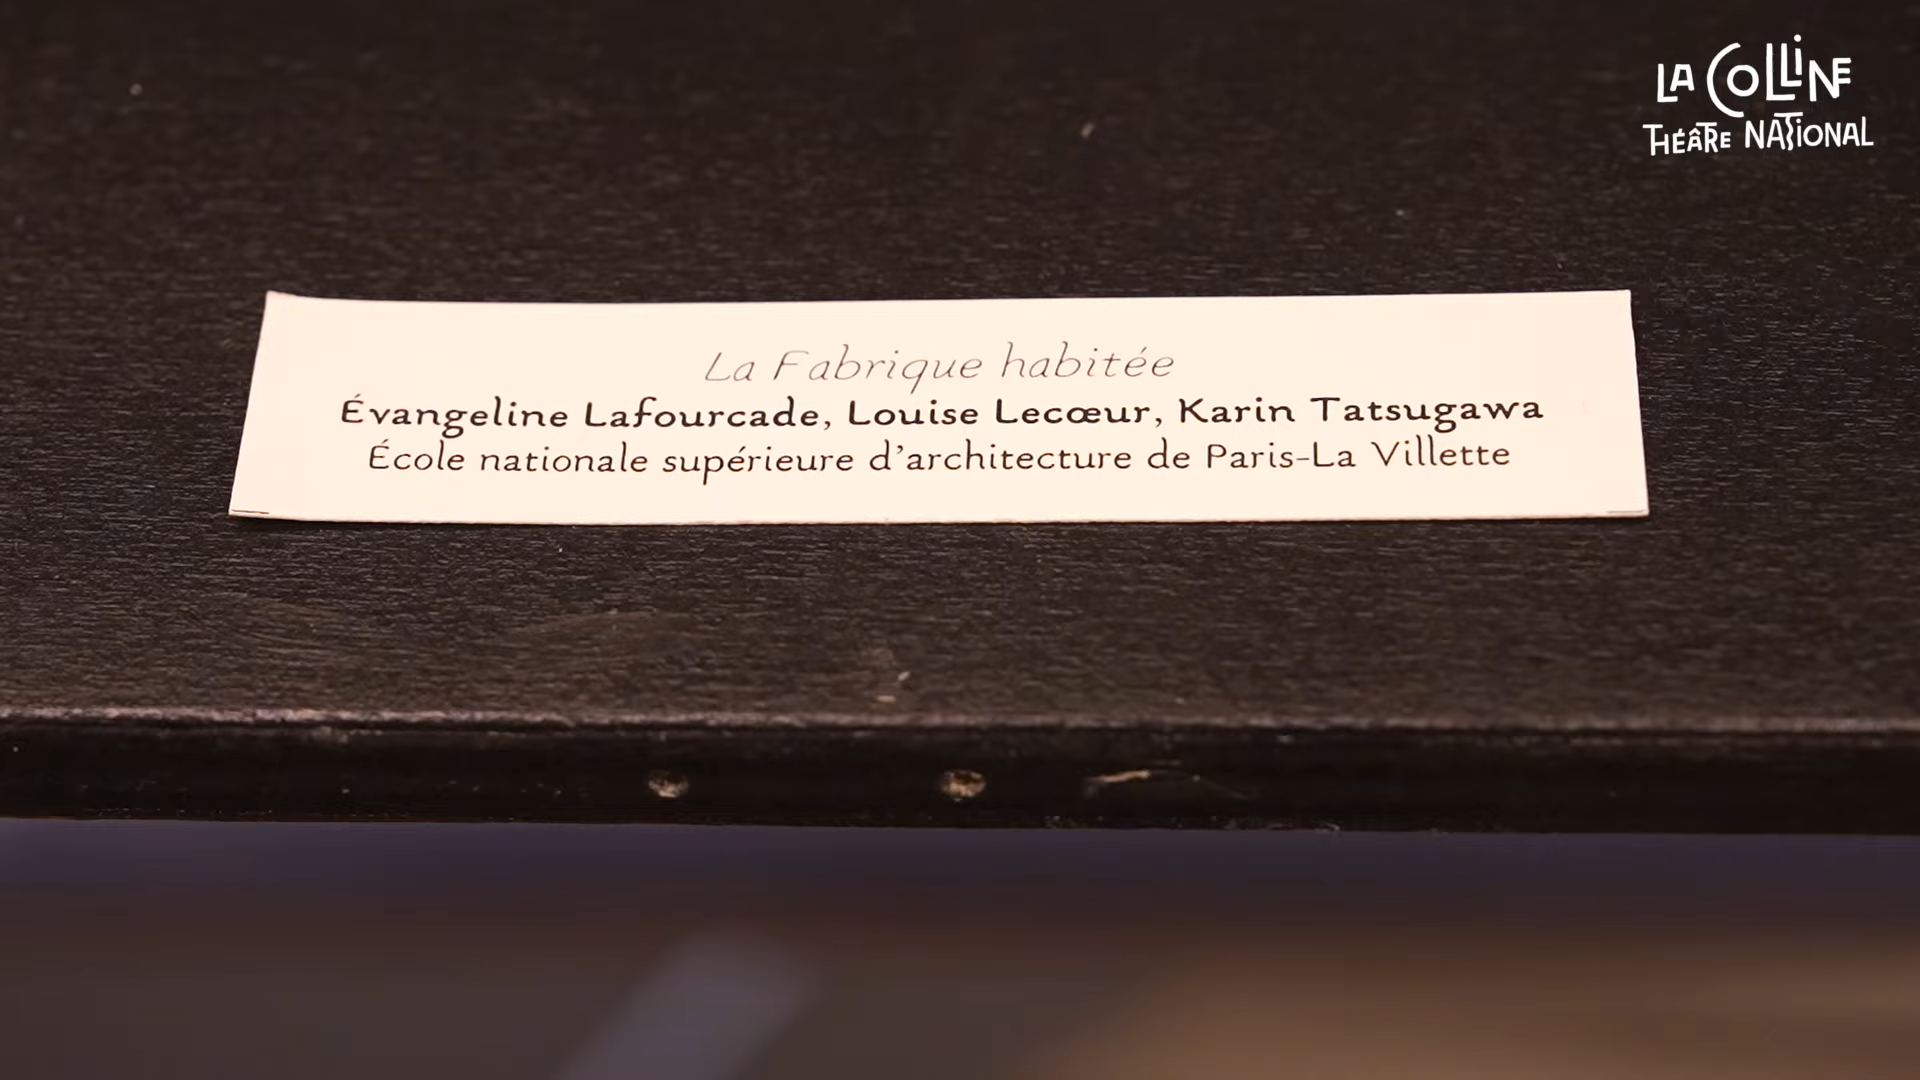 LA COLLINE
THÉÂTRE NATIONAL
La Fabrique habitée
Évangeline Lafourcade, Louise Lecœur, Karin Tatsugawa
École nationale supérieure d’architecture de Paris-La Villette